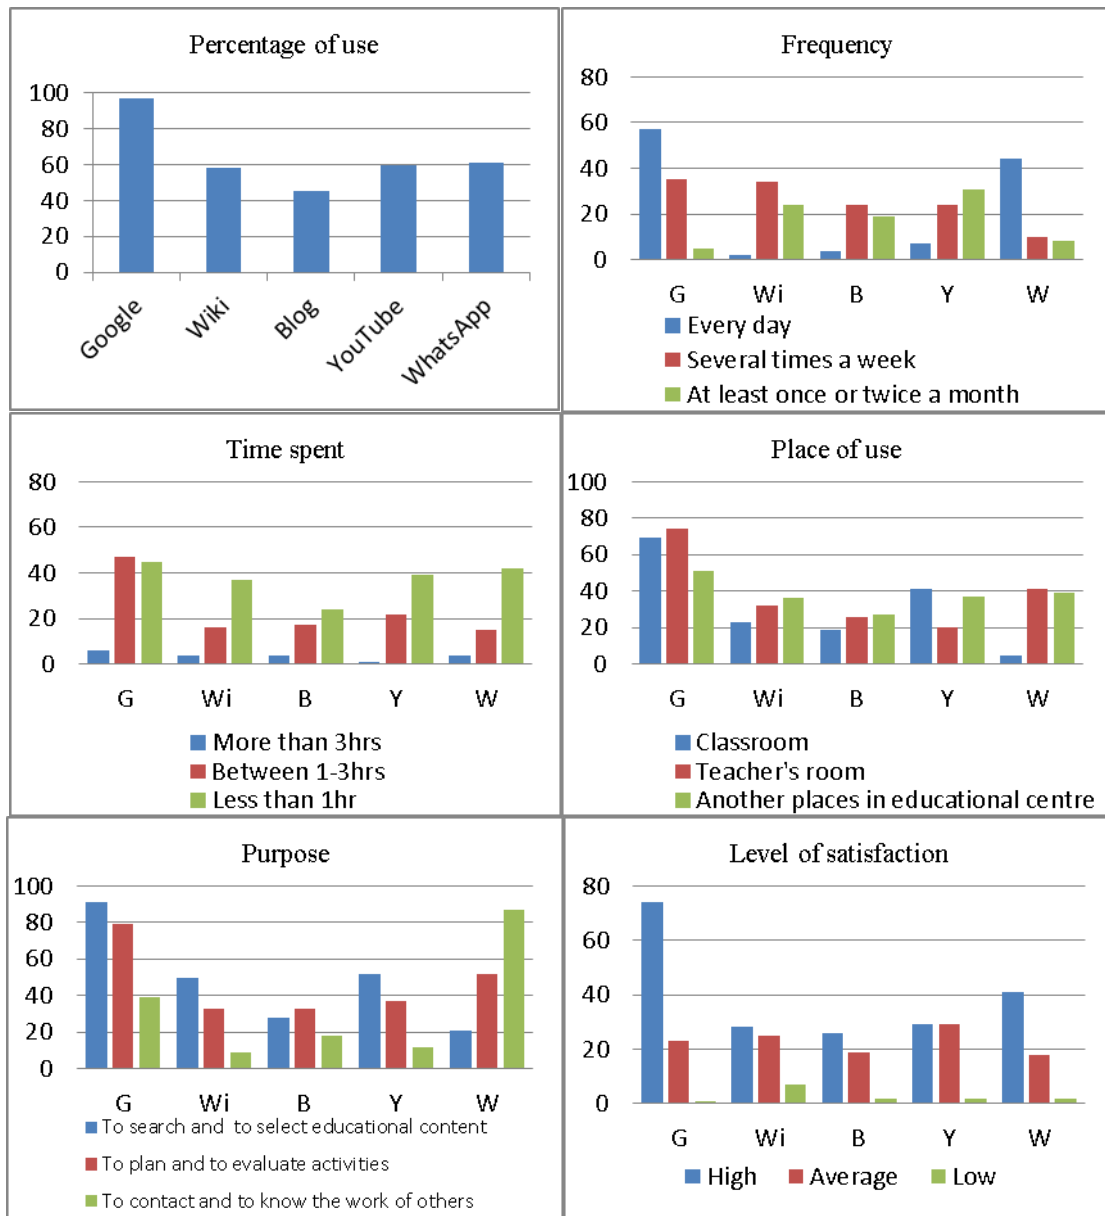 Percentage of use
100
80
60
40
20
0
Google
Wiki
Blog
YouTube
WhatsApp
Frequency
80
60
40
20
0
G Wi B Y W
Every day
Several times a week
At least once or twice a month
Time spent
80
60
40
20
0
G Wi B Y W
More than 3hrs
Between 1-3hrs
Less than 1hr
Place of use
100
80
60
40
20
0
G Wi B Y W
Classroom
Teacher's room
Another places in educational centre
Purpose
100
80
60
40
20
0
G Wi B Y W
To search and to select educational content
To plan and to evaluate activities
To contact and to know the work of others
Level of satisfaction
80
60
40
20
0
G Wi B Y W
High Average Low